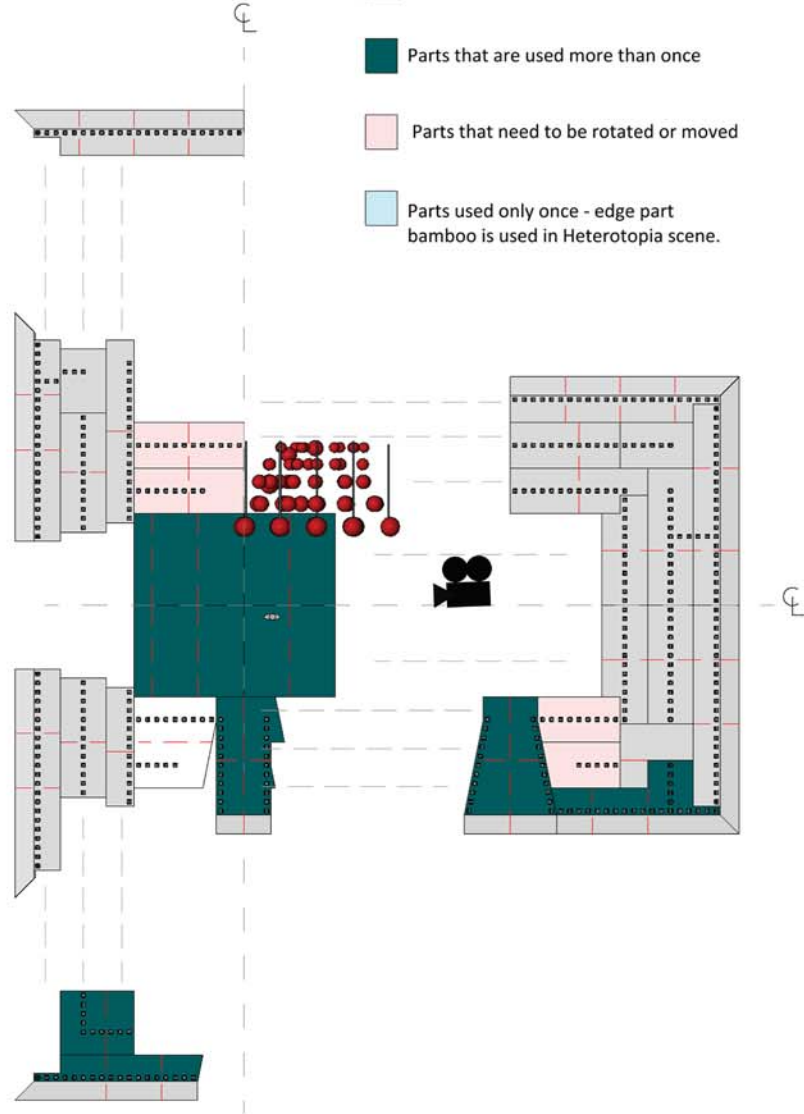 ℄
Parts that are used more than once
Parts that need to be rotated or moved
Parts used only once - edge part
bamboo is used in Heterotopia scene.
℄